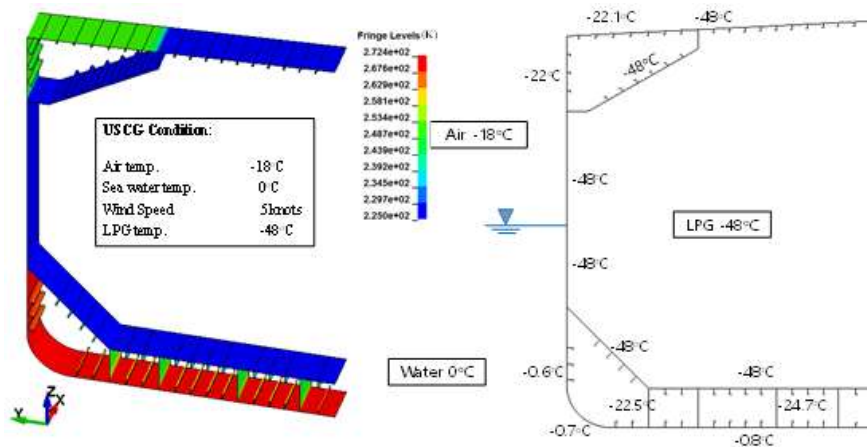 Fringe Levels (K)
2.724e+02
2.676e+02
2.629e+02
2.581e+02
2.534e+02
2.487e+02
2.439e+02
2.392e+02
2.345e+02
2.297e+02
2.250e+02
USCG Condition:
Air temp. -18°C
Sea water temp. 0°C
Wind Speed 5knots
LPG temp. -48°C
Z
X
Y
Air -18°C
Water 0°C
-22.1°C
-48°C
-22°C
-48°C
-48°C
LPG -48°C
-48°C
-48°C
-48°C
-0.6°C
-22.5°C
-24.7°C
-0.7°C
-0.8°C